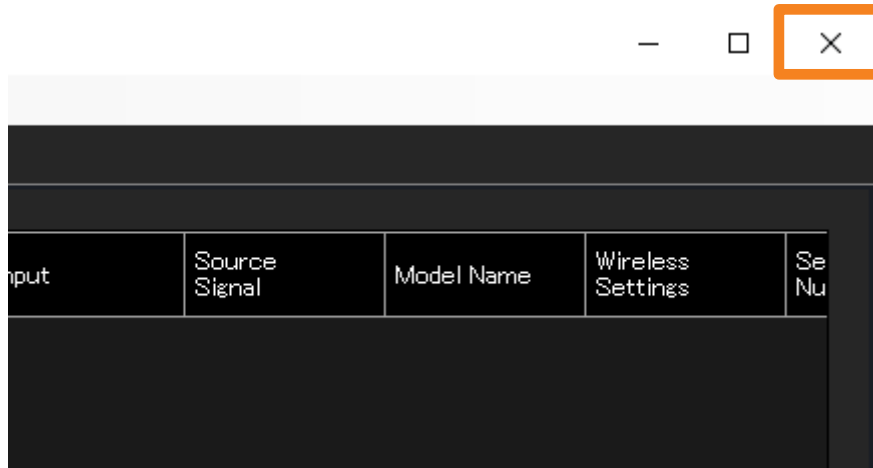 nput
Source
Signal
Model Name
Wireless
Settings
Se
Nu